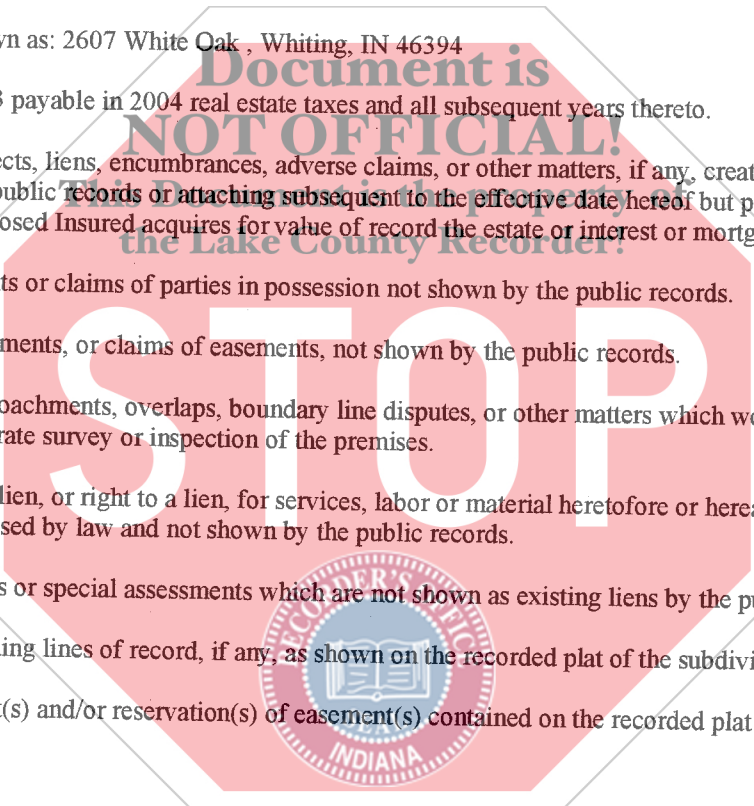 wn as: 2607 White Oak , Whiting, IN 46394
Document is
3 payable in 2004 real estate taxes and all subsequent years thereto.
NOT OFFICIAL!
ects, liens, encumbrances, adverse claims, or other matters, if any, creat
This Document is the property of
public records or attaching subsequent to the effective date hereof but p
osed Insured acquires for value of record the estate or interest or mortg
the Lake County Recorder!
ts or claims of parties in possession not shown by the public records.
STOP
ments, or claims of easements, not shown by the public records.
oachments, overlaps, boundary line disputes, or other matters which wo
rate survey or inspection of the premises.
lien, or right to a lien, for services, labor or material heretofore or herea
sed by law and not shown by the public records.
s or special assessments which are not shown as existing liens by the pu
RECORDER'S OFFICE
ing lines of record, if any, as shown on the recorded plat of the subdivi
t(s) and/or reservation(s) of easement(s) contained on the recorded plat
SEAL
INDIANA